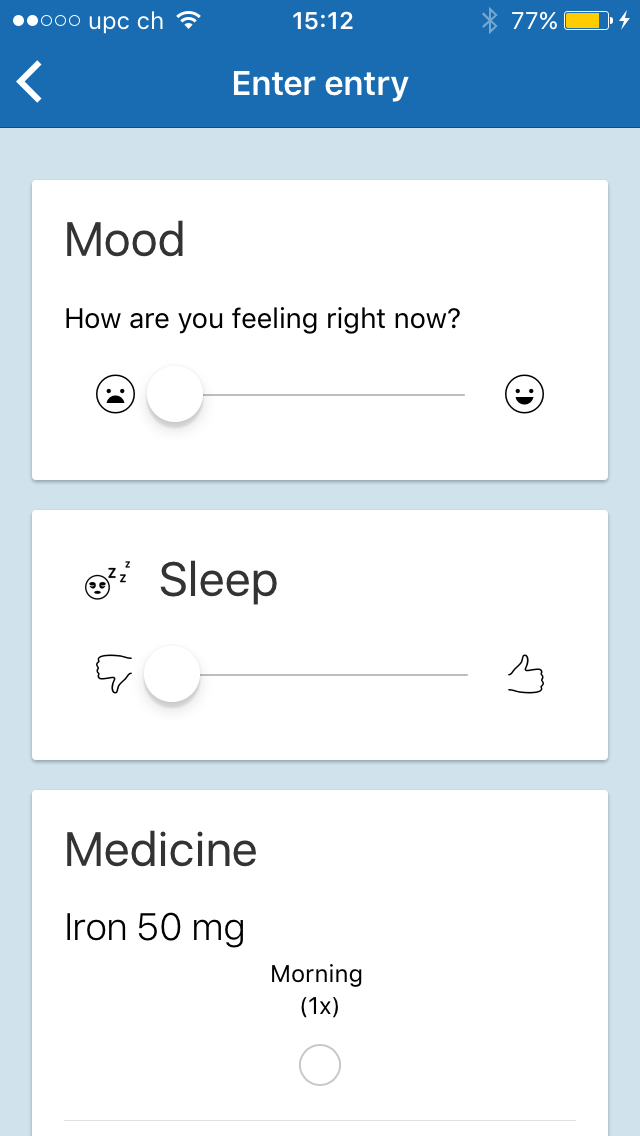 upc ch 15:12 77%
Enter entry
Mood
How are you feeling right now?
zzz Sleep
Medicine
Iron 50 mg
Morning
(1x)